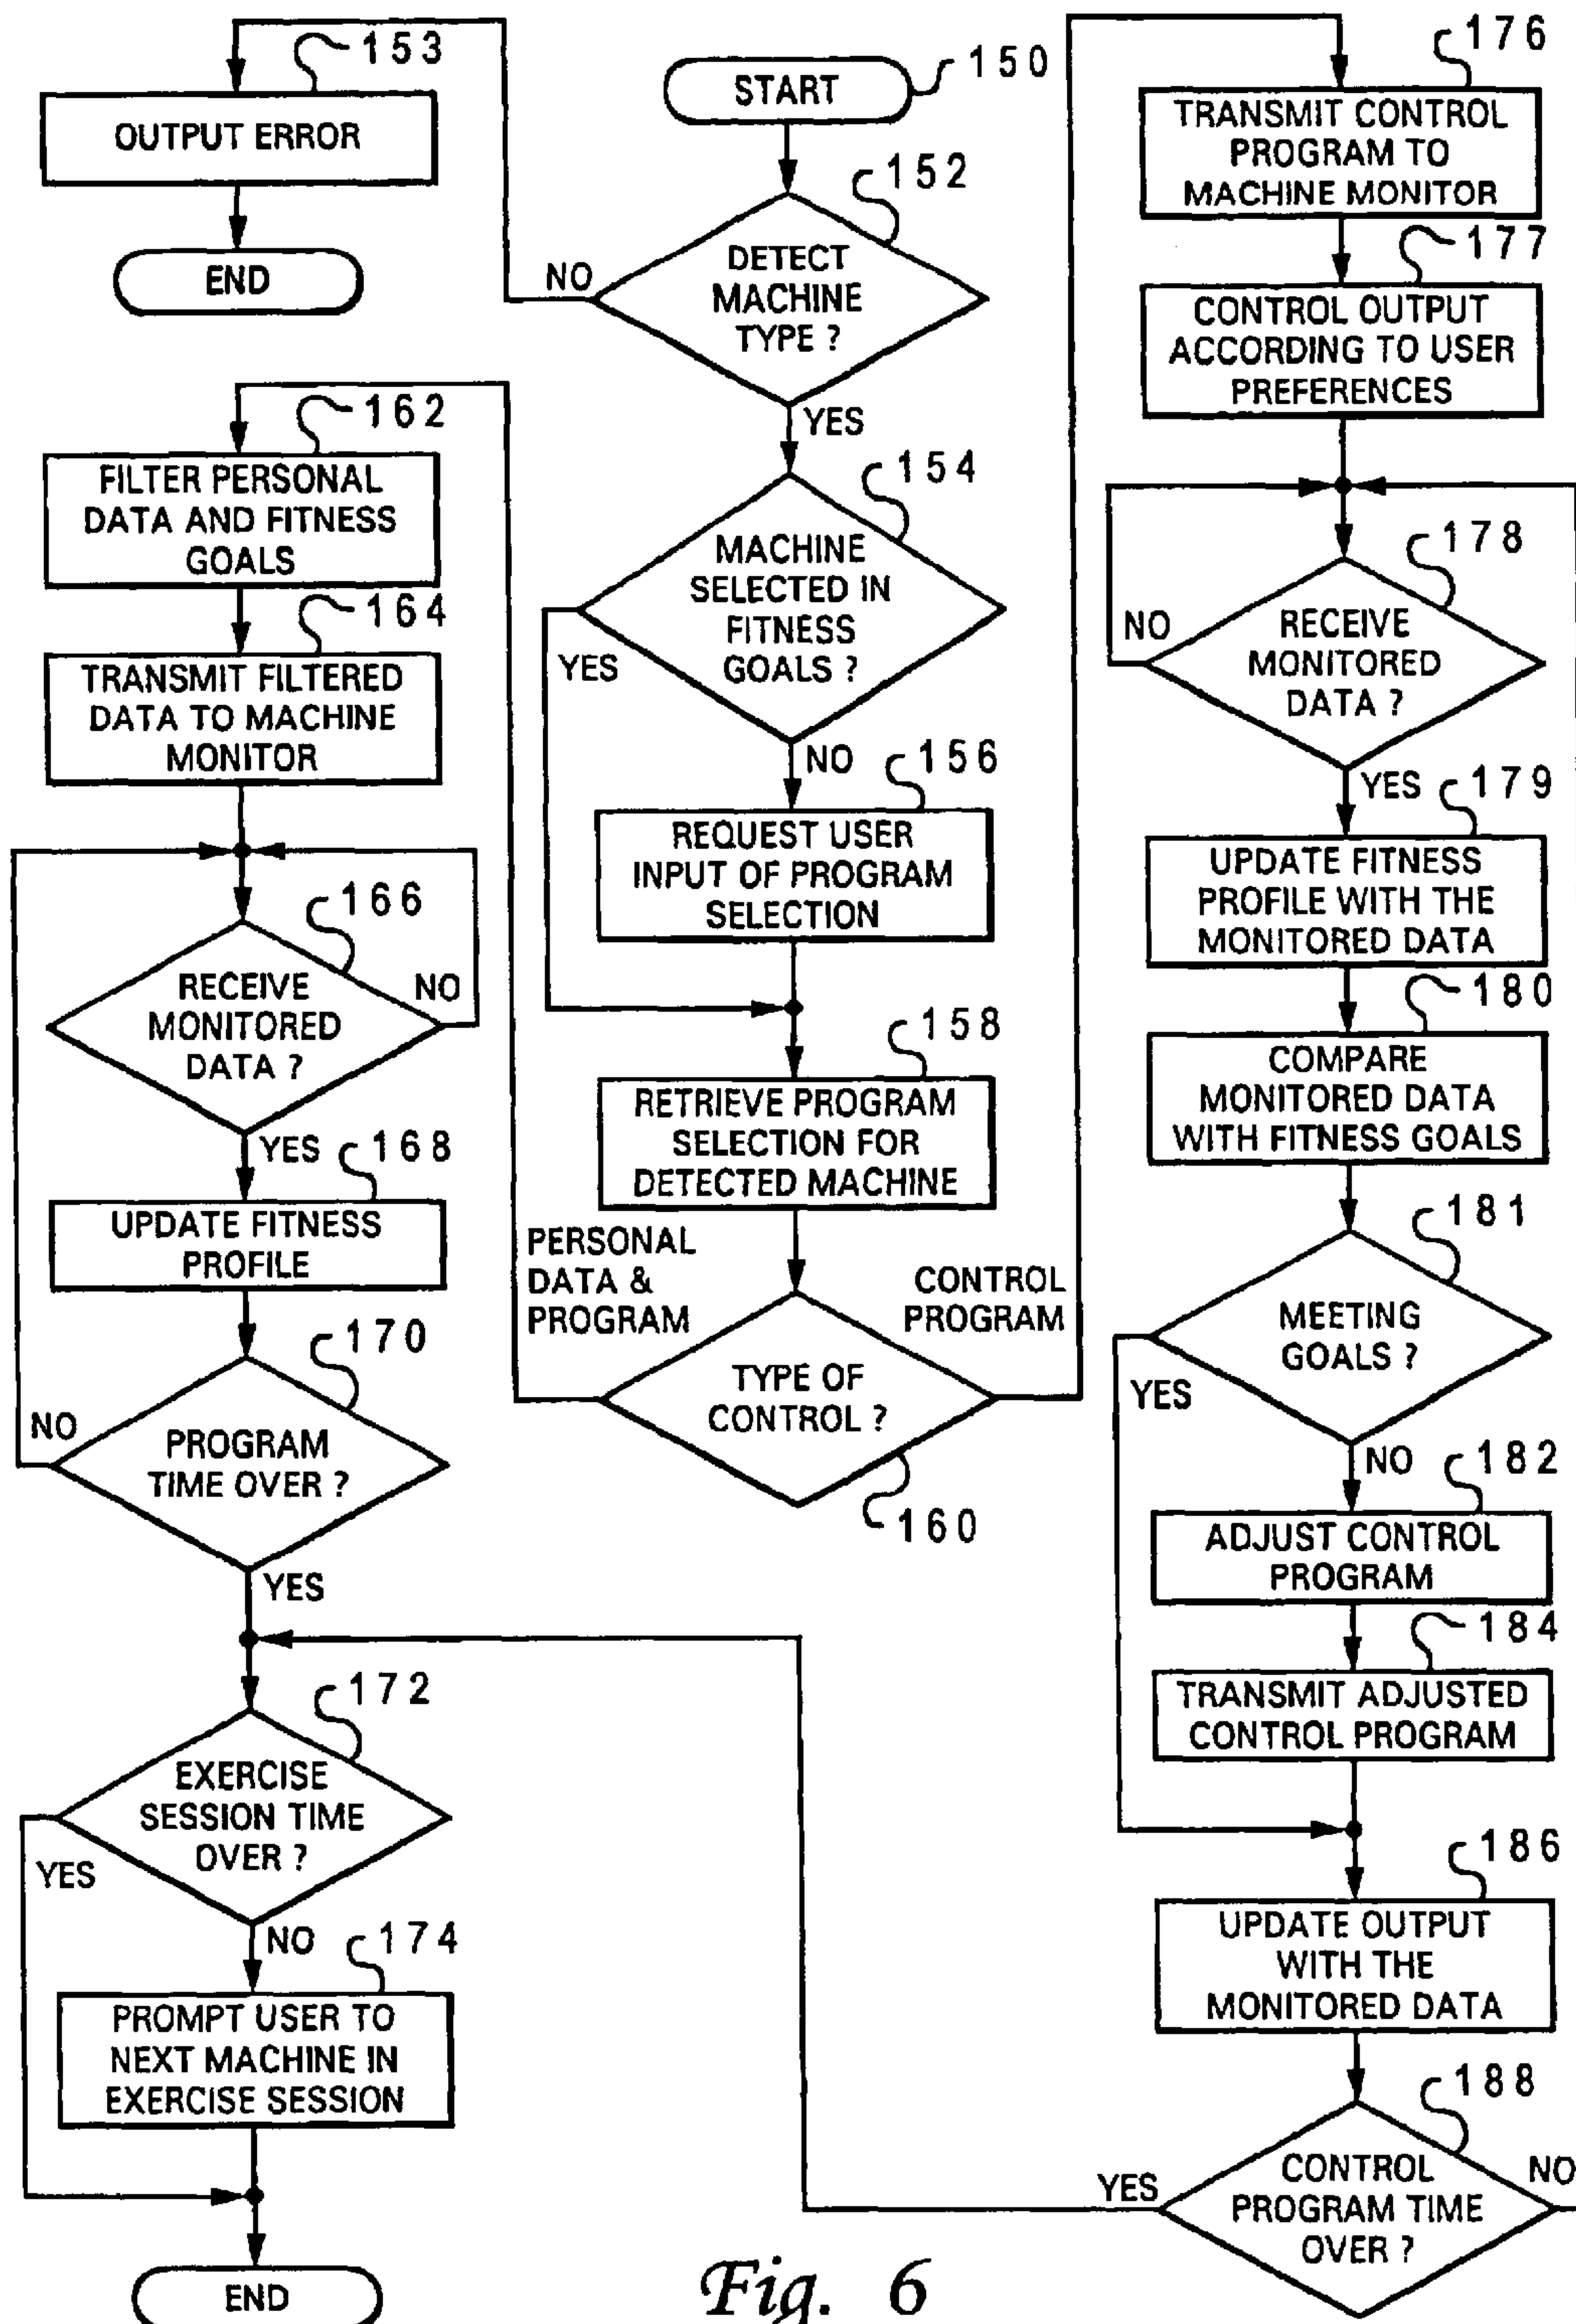 153
OUTPUT ERROR
END
START
150
152
DETECT
MACHINE
TYPE ?
NO
YES
154
MACHINE
SELECTED IN
FITNESS
GOALS ?
YES
NO
156
REQUEST USER
INPUT OF PROGRAM
SELECTION
158
RETRIEVE PROGRAM
SELECTION FOR
DETECTED MACHINE
PERSONAL
DATA &
PROGRAM
CONTROL
PROGRAM
TYPE OF
CONTROL ?
160
162
FILTER PERSONAL
DATA AND FITNESS
GOALS
164
TRANSMIT FILTERED
DATA TO MACHINE
MONITOR
166
RECEIVE
MONITORED
DATA ?
NO
YES
168
UPDATE FITNESS
PROFILE
170
PROGRAM
TIME OVER ?
NO
YES
172
EXERCISE
SESSION TIME
OVER ?
YES
NO
174
PROMPT USER TO
NEXT MACHINE IN
EXERCISE SESSION
END
176
TRANSMIT CONTROL
PROGRAM TO
MACHINE MONITOR
177
CONTROL OUTPUT
ACCORDING TO USER
PREFERENCES
178
RECEIVE
MONITORED
DATA ?
NO
YES
179
UPDATE FITNESS
PROFILE WITH THE
MONITORED DATA
180
COMPARE
MONITORED DATA
WITH FITNESS GOALS
181
MEETING
GOALS ?
YES
NO
182
ADJUST CONTROL
PROGRAM
184
TRANSMIT ADJUSTED
CONTROL PROGRAM
186
UPDATE OUTPUT
WITH THE
MONITORED DATA
188
CONTROL
PROGRAM TIME
OVER ?
YES
NO
Fig. 6